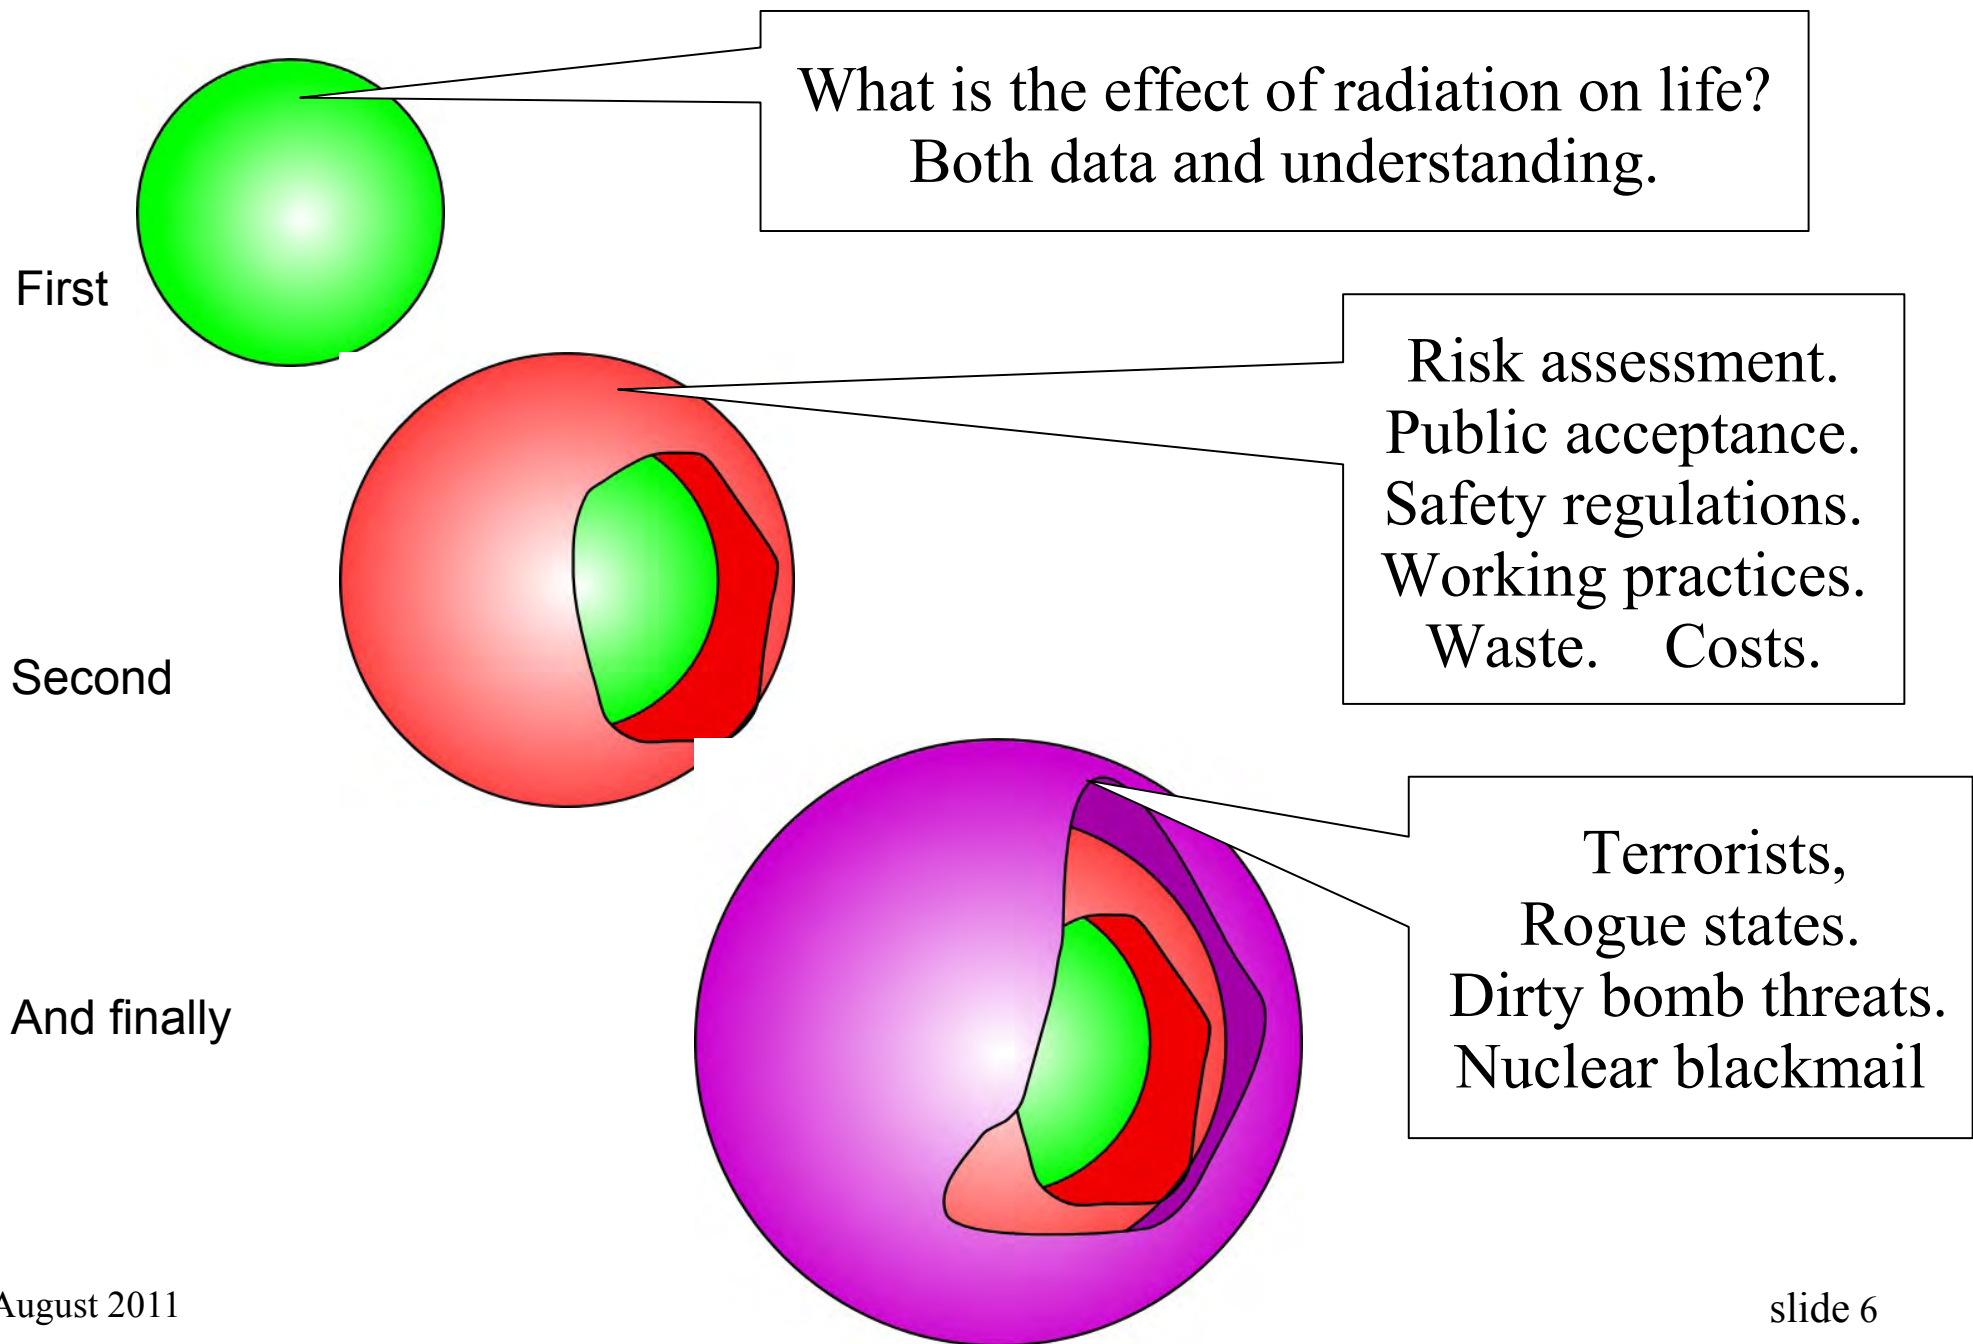 What is the effect of radiation on life?
Both data and understanding.
First
Risk assessment.
Public acceptance.
Safety regulations.
Working practices.
Waste. Costs.
Second
Terrorists,
Rogue states.
Dirty bomb threats.
Nuclear blackmail
And finally
August 2011
slide 6